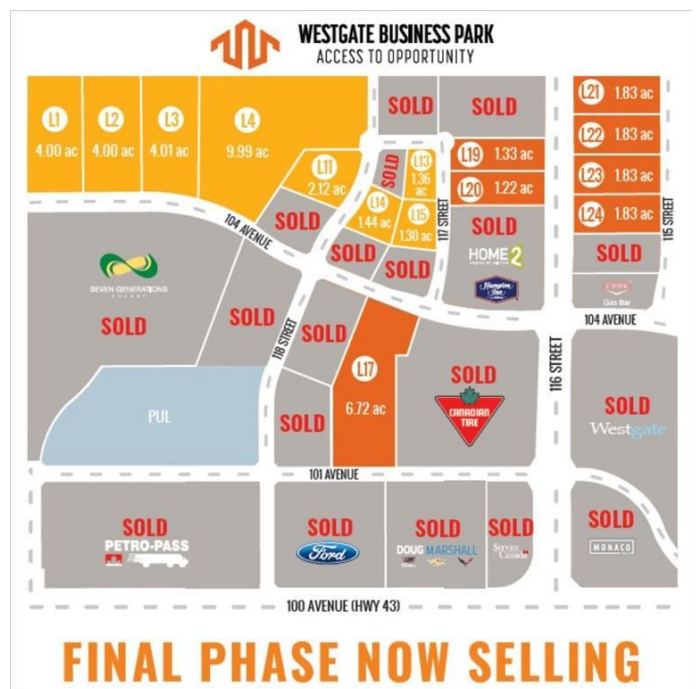 WESTGATE BUSINESS PARK
ACCESS TO OPPORTUNITY
L1
4.00 ac
L2
4.00 ac
L3
4.01 ac
L4
9.99 ac
SOLD
SOLD
L21 1.83 ac
L22 1.83 ac
L23 1.83 ac
L24 1.83 ac
L11
2.12 ac
SOLD
L13
1.36
ac
L14
1.44 ac
L15
1.30 ac
L19 1.33 ac
L20 1.22 ac
117 STREET
115 STREET
104 AVENUE
SOLD
SOLD
SOLD
SOLD
HOME2
Hampton
Inn
SOLD
Gas Bar
104 AVENUE
SEVEN GENERATIONS
ENERGY
SOLD
SOLD
118 STREET
SOLD
L17
6.72 ac
SOLD
CANADIAN
TIRE
116 STREET
SOLD
Westgate
PUL
SOLD
101 AVENUE
SOLD
PETRO-PASS
SOLD
Ford
SOLD
DOUG MARSHALL
SOLD
Service
Canada
SOLD
MONACO
100 AVENUE (HWY 43)
FINAL PHASE NOW SELLING